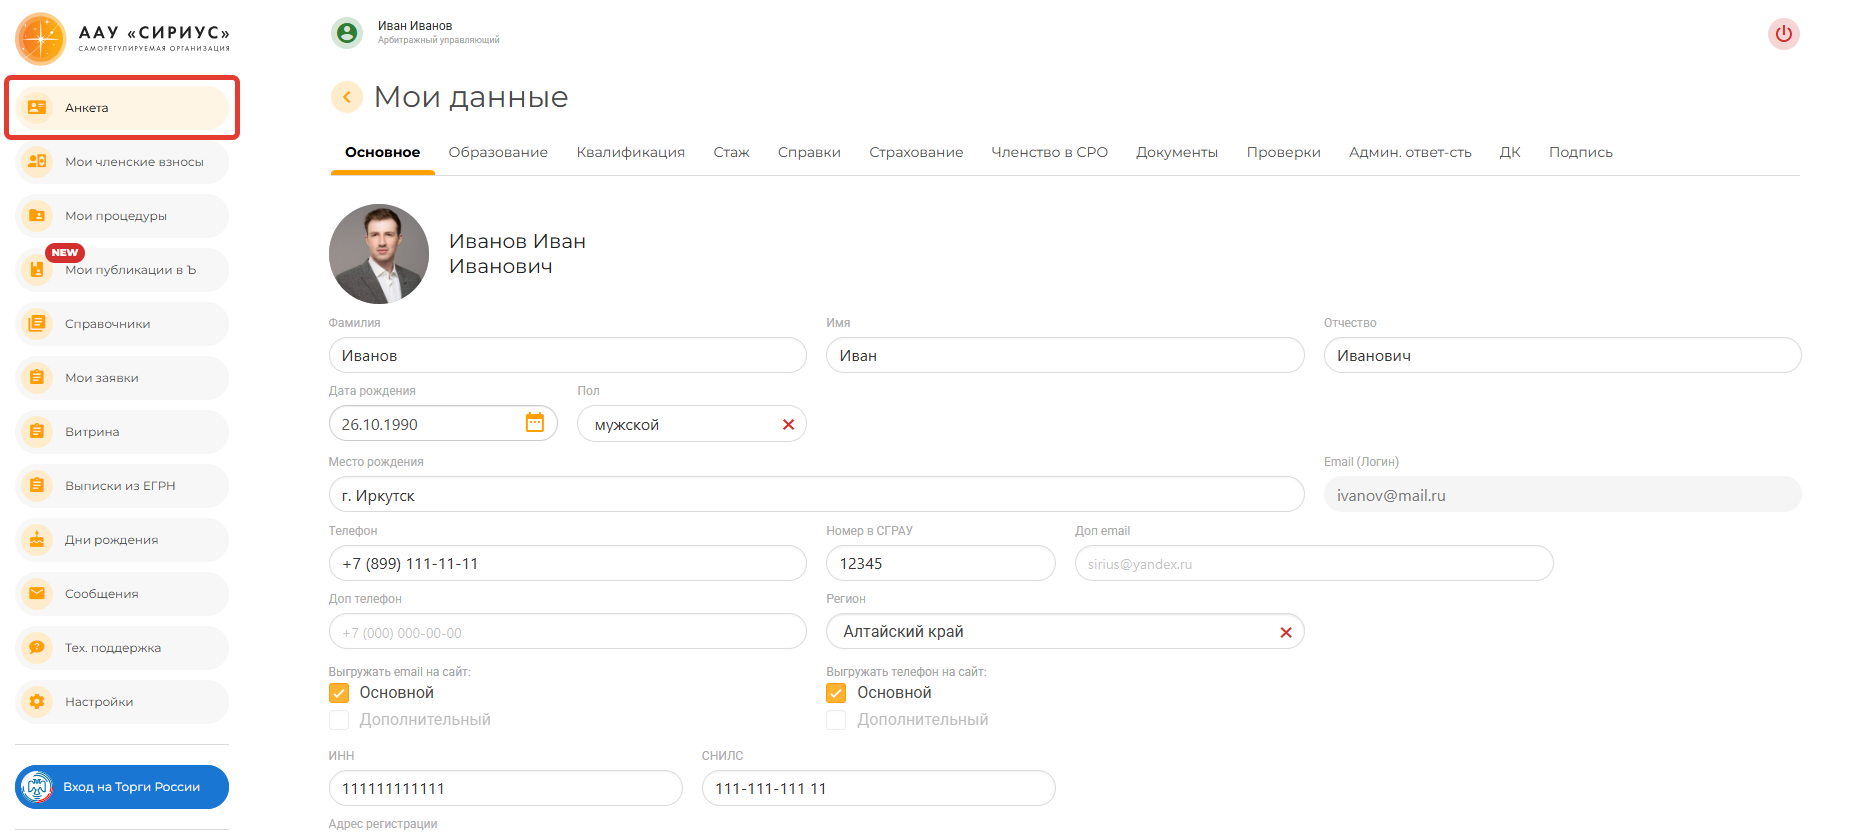 ААУ «СИРИУС»
САМОРЕГУЛИРУЕМАЯ ОРГАНИЗАЦИЯ
Анкета
Мои членские взносы
Мои процедуры
NEW
Мои публикации в Ъ
Справочники
Мои заявки
Витрина
Выписки из ЕГРН
Дни рождения
Сообщения
Тех. поддержка
Настройки
Вход на Торги России
Иван Иванов
Арбитражный управляющий
Мои данные
Основное Образование Квалификация Стаж Справки Страхование Членство в СРО Документы Проверки Админ. ответ-сть ДК Подпись
Иванов Иван
Иванович
Фамилия Имя Отчество
Иванов Иван Иванович
Дата рождения Пол
26.10.1990 мужской
Место рождения Email (Логин)
г. Иркутск ivanov@mail.ru
Телефон Номер в СГРАУ Доп email
+7 (899) 111-11-11 12345 sirius@yandex.ru
Доп телефон Регион
+7 (000) 000-00-00 Алтайский край
Выгружать email на сайт: Выгружать телефон на сайт:
Основной Основной
Дополнительный Дополнительный
ИНН СНИЛС
111111111111 111-111-111 11
Адрес регистрации